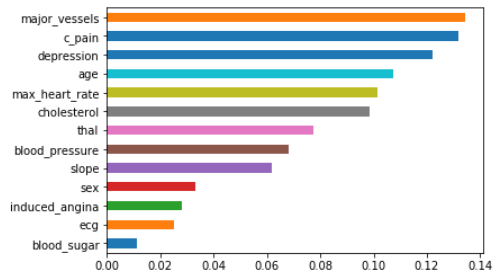 major_vessels
c_pain
depression
age
max_heart_rate
cholesterol
thal
blood_pressure
slope
sex
induced_angina
ecg
blood_sugar
0.00 0.02 0.04 0.06 0.08 0.10 0.12 0.14